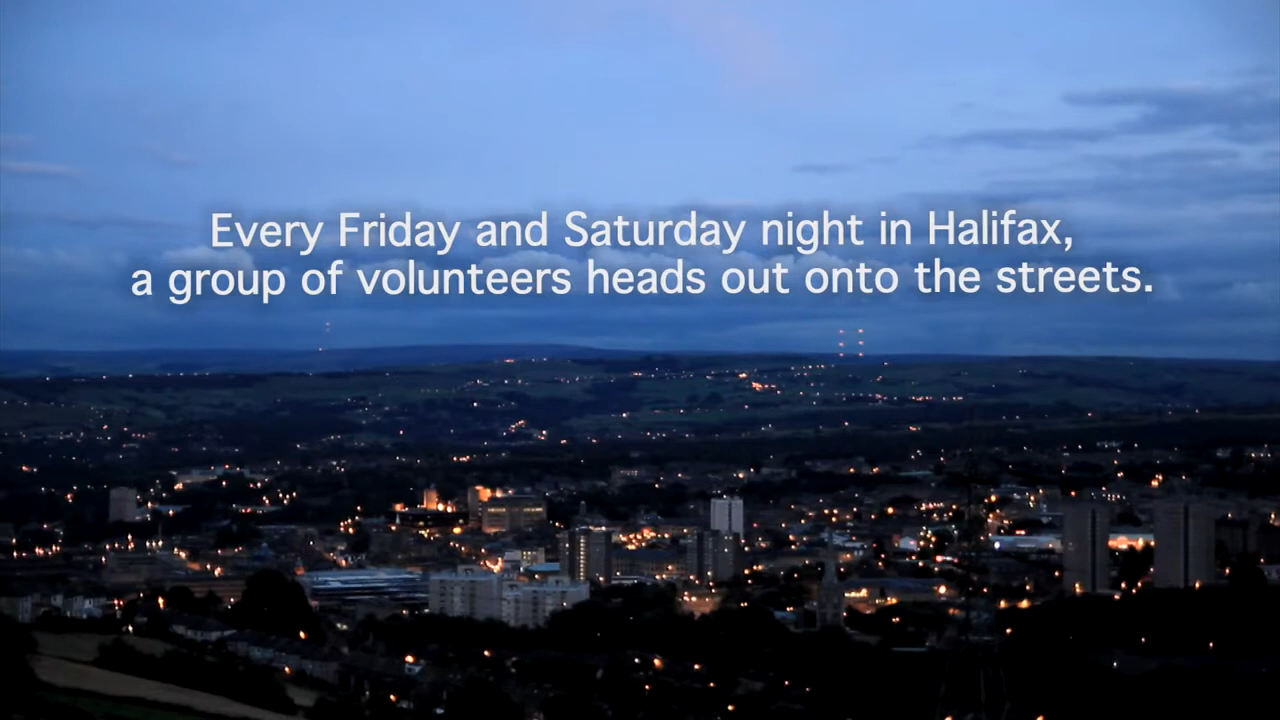 Every Friday and Saturday night in Halifax,
a group of volunteers heads out onto the streets.